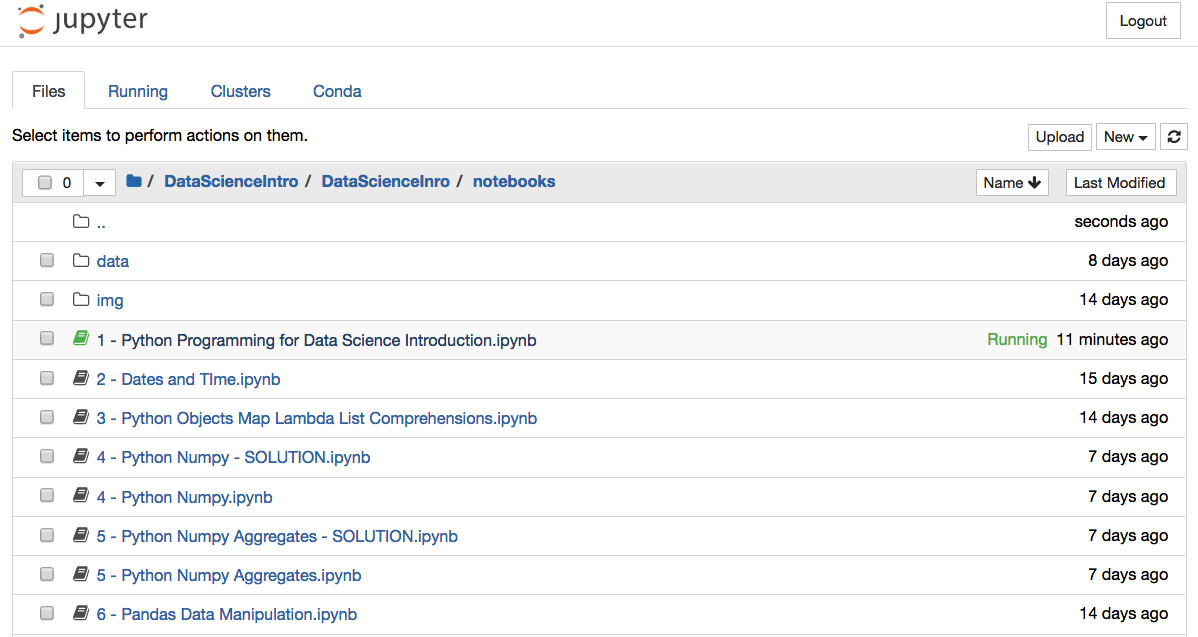 jupyter Logout
Files Running Clusters Conda
Select items to perform actions on them. Upload New
0 / DataScienceIntro / DataScienceInro / notebooks Name Last Modified
.. seconds ago
data 8 days ago
img 14 days ago
1 - Python Programming for Data Science Introduction.ipynb Running 11 minutes ago
2 - Dates and TIme.ipynb 15 days ago
3 - Python Objects Map Lambda List Comprehensions.ipynb 14 days ago
4 - Python Numpy - SOLUTION.ipynb 7 days ago
4 - Python Numpy.ipynb 7 days ago
5 - Python Numpy Aggregates - SOLUTION.ipynb 7 days ago
5 - Python Numpy Aggregates.ipynb 7 days ago
6 - Pandas Data Manipulation.ipynb 14 days ago